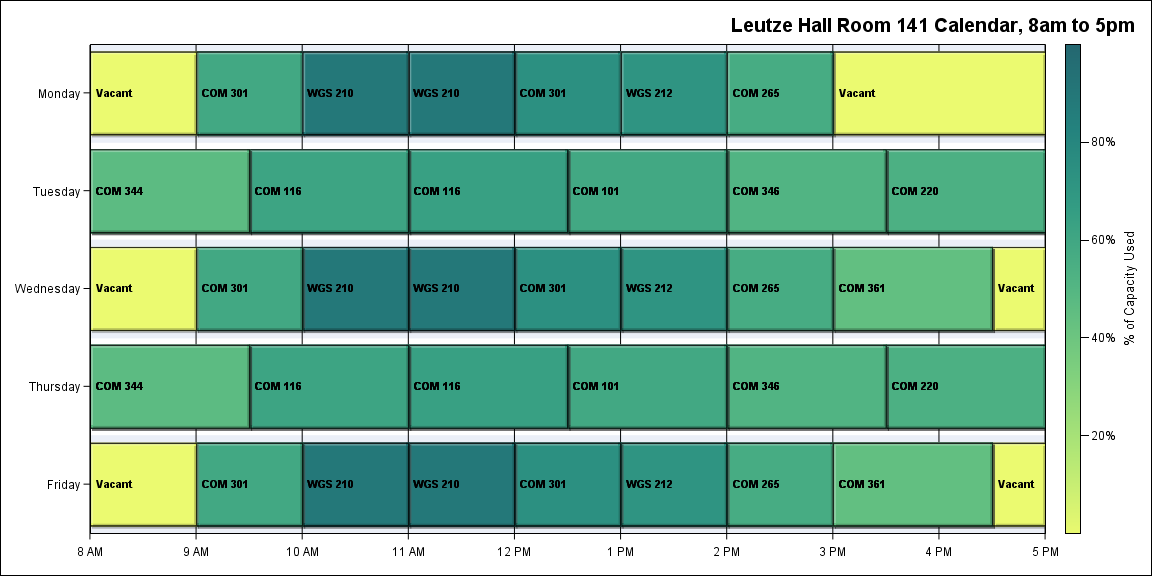 Leutze Hall Room 141 Calendar, 8am to 5pm
Monday
Vacant
COM 301
WGS 210
WGS 210
COM 301
WGS 212
COM 265
Vacant
Tuesday
COM 344
COM 116
COM 116
COM 101
COM 346
COM 220
Wednesday
Vacant
COM 301
WGS 210
WGS 210
COM 301
WGS 212
COM 265
COM 361
Vacant
Thursday
COM 344
COM 116
COM 116
COM 101
COM 346
COM 220
Friday
Vacant
COM 301
WGS 210
WGS 210
COM 301
WGS 212
COM 265
COM 361
Vacant
8 AM
9 AM
10 AM
11 AM
12 PM
1 PM
2 PM
3 PM
4 PM
5 PM
80%
60%
40%
20%
% of Capacity Used